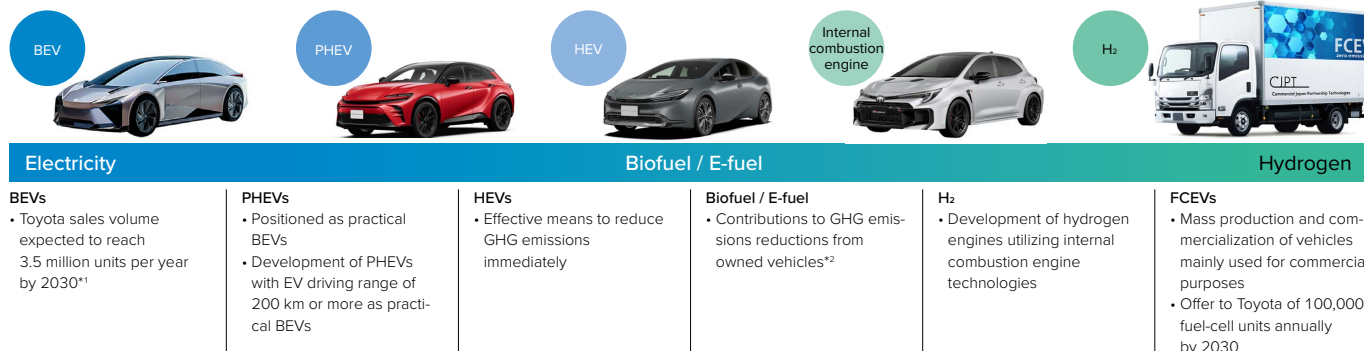 BEV
PHEV
HEV
Internal
combustion
engine
H₂
FCEV
zero emiss
CJPT
Commercial Japan Partnership Technologies
Electricity
Biofuel / E-fuel
Hydrogen
BEVs
• Toyota sales volume
expected to reach
3.5 million units per year
by 2030*1
PHEVs
• Positioned as practical
BEVs
• Development of PHEVs
with EV driving range of
200 km or more as practi-
cal BEVs
HEVs
• Effective means to reduce
GHG emissions
immediately
Biofuel / E-fuel
• Contributions to GHG emis-
sions reductions from
owned vehicles*2
H₂
• Development of hydrogen
engines utilizing internal
combustion engine
technologies
FCEVs
• Mass production and com-
mercialization of vehicles
mainly used for commercia
purposes
• Offer to Toyota of 100,000
fuel-cell units annually
by 2030